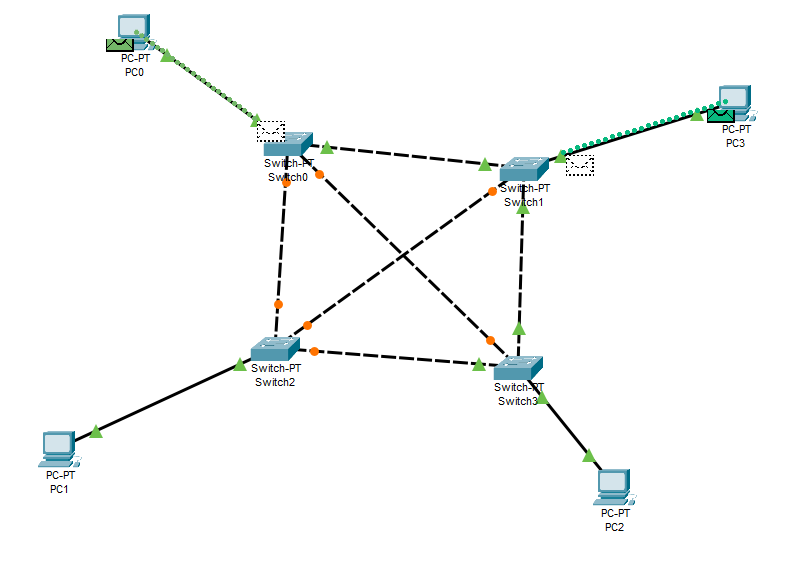 PC-PT
PC0
PC-PT
PC3
Switch-PT
Switch0
Switch-PT
Switch1
Switch-PT
Switch2
Switch-PT
Switch3
PC-PT
PC1
PC-PT
PC2